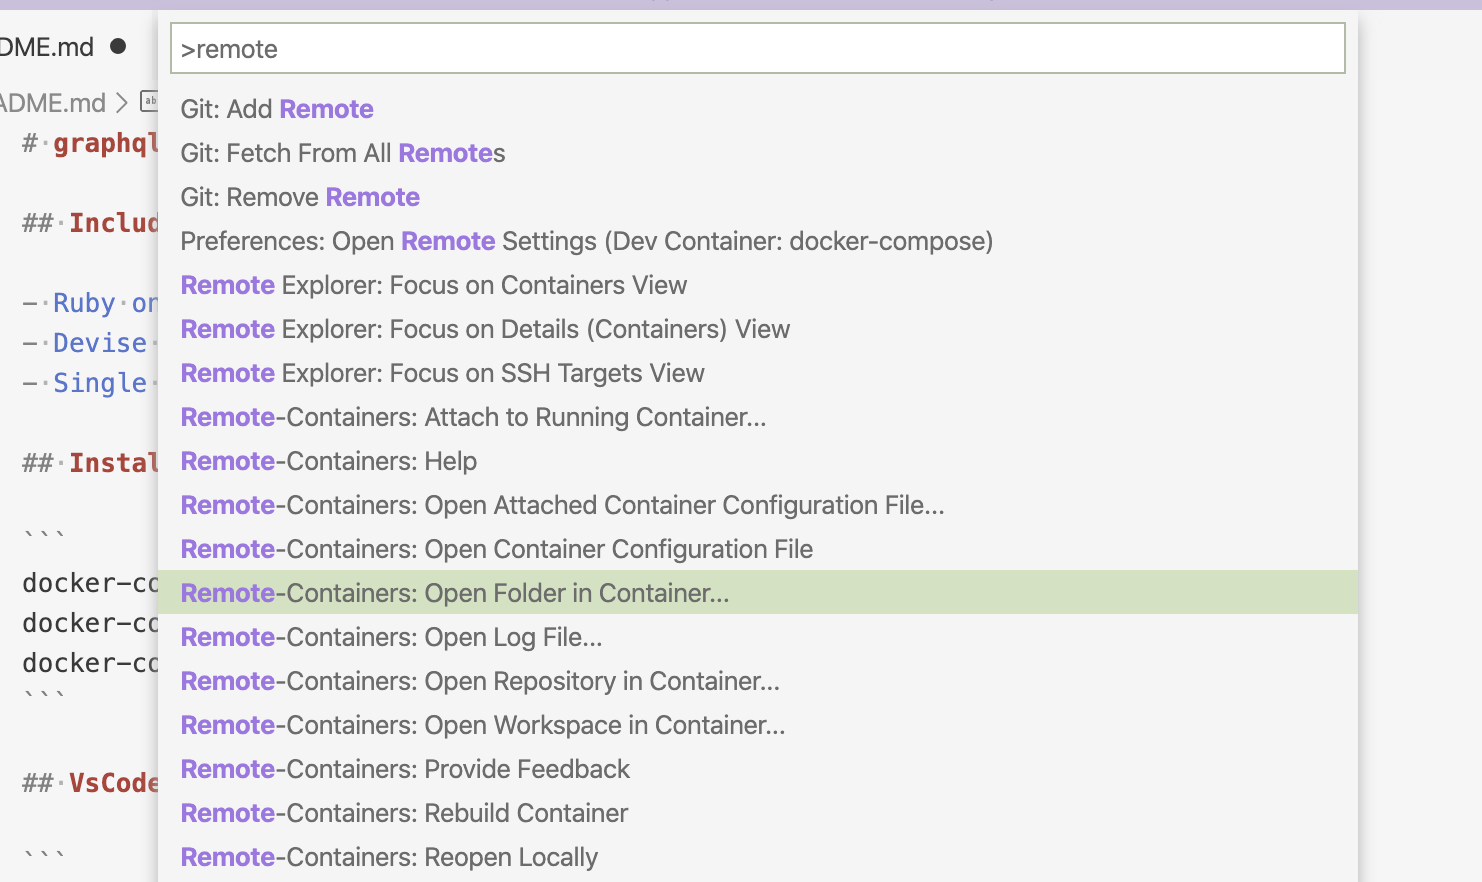 DME.md
>remote
ADME.md >
Git: Add Remote
# graphql
Git: Fetch From All Remotes
Git: Remove Remote
## Includ
Preferences: Open Remote Settings (Dev Container: docker-compose)
Remote Explorer: Focus on Containers View
- Ruby on
Remote Explorer: Focus on Details (Containers) View
- Devise
Remote Explorer: Focus on SSH Targets View
- Single
Remote-Containers: Attach to Running Container...
Remote-Containers: Help
## Instal
Remote-Containers: Open Attached Container Configuration File...
```
Remote-Containers: Open Container Configuration File
docker-co
Remote-Containers: Open Folder in Container...
docker-co
Remote-Containers: Open Log File...
docker-co
Remote-Containers: Open Repository in Container...
```
Remote-Containers: Open Workspace in Container...
Remote-Containers: Provide Feedback
## VsCode
Remote-Containers: Rebuild Container
```
Remote-Containers: Reopen Locally